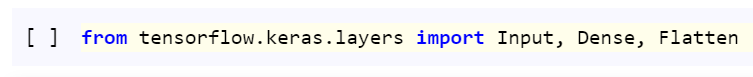 [ ] from tensorflow.keras.layers import Input, Dense, Flatten